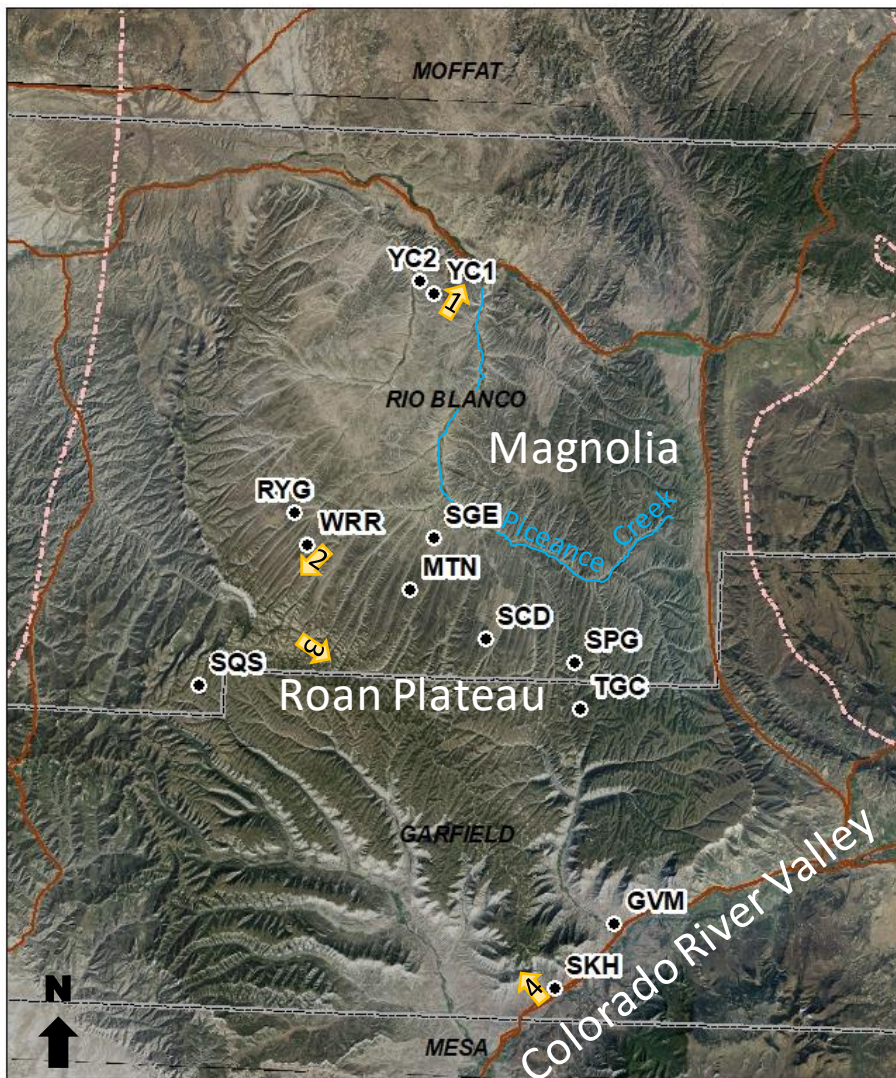 MOFFAT
YC2
YC1
1
RIO BLANCO
Magnolia
RYG
WRR
SGE
Piceance Creek
2
MTN
3
SCD
SPG
SQS
Roan Plateau
TGC
GARFIELD
GVM
Colorado River Valley
SKH
4
N
MESA